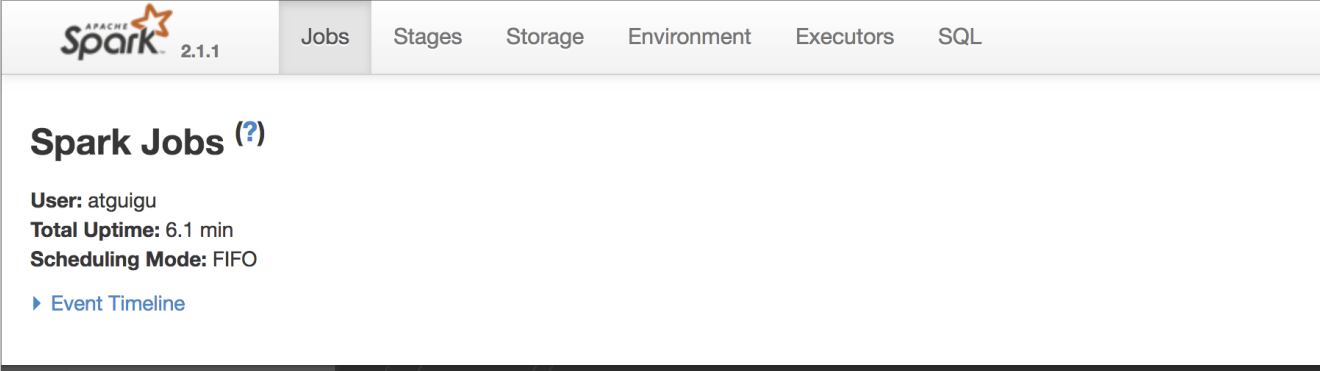 APACHE
Spark 2.1.1
Jobs Stages Storage Environment Executors SQL
Spark Jobs (?)
User: atguigu
Total Uptime: 6.1 min
Scheduling Mode: FIFO
Event Timeline